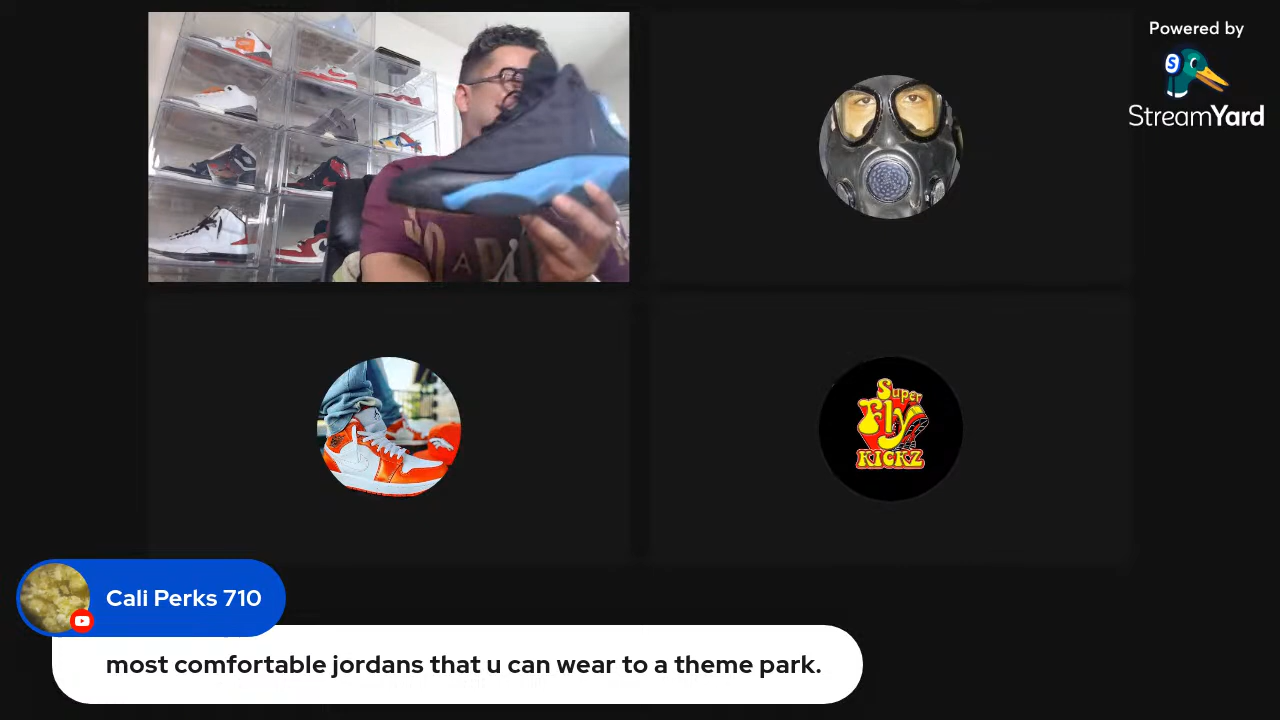 Powered by
StreamYard
Super
Fly
KICKZ
Cali Perks 710
most comfortable jordans that u can wear to a theme park.